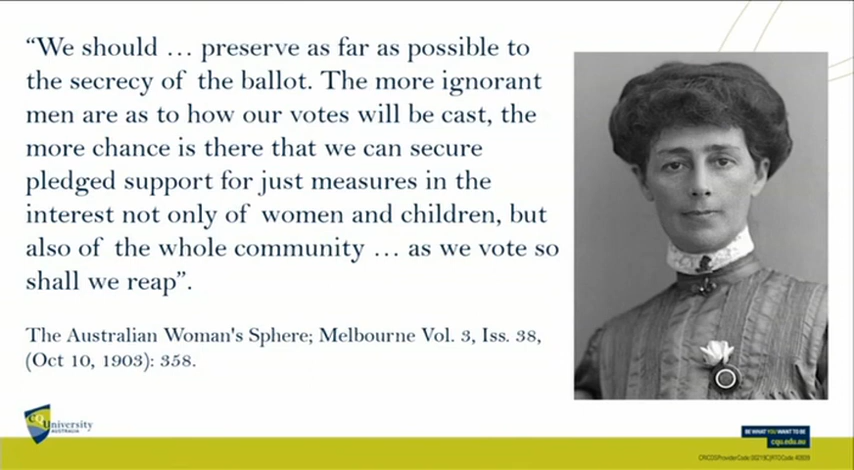 “We should … preserve as far as possible to
the secrecy of the ballot. The more ignorant
men are as to how our votes will be cast, the
more chance is there that we can secure
pledged support for just measures in the
interest not only of women and children, but
also of the whole community … as we vote so
shall we reap”.
The Australian Woman's Sphere; Melbourne Vol. 3, Iss. 38,
(Oct 10, 1903): 358.
CQUniversity
AUSTRALIA
BE WHAT YOU WANT TO BE
cqu.edu.au